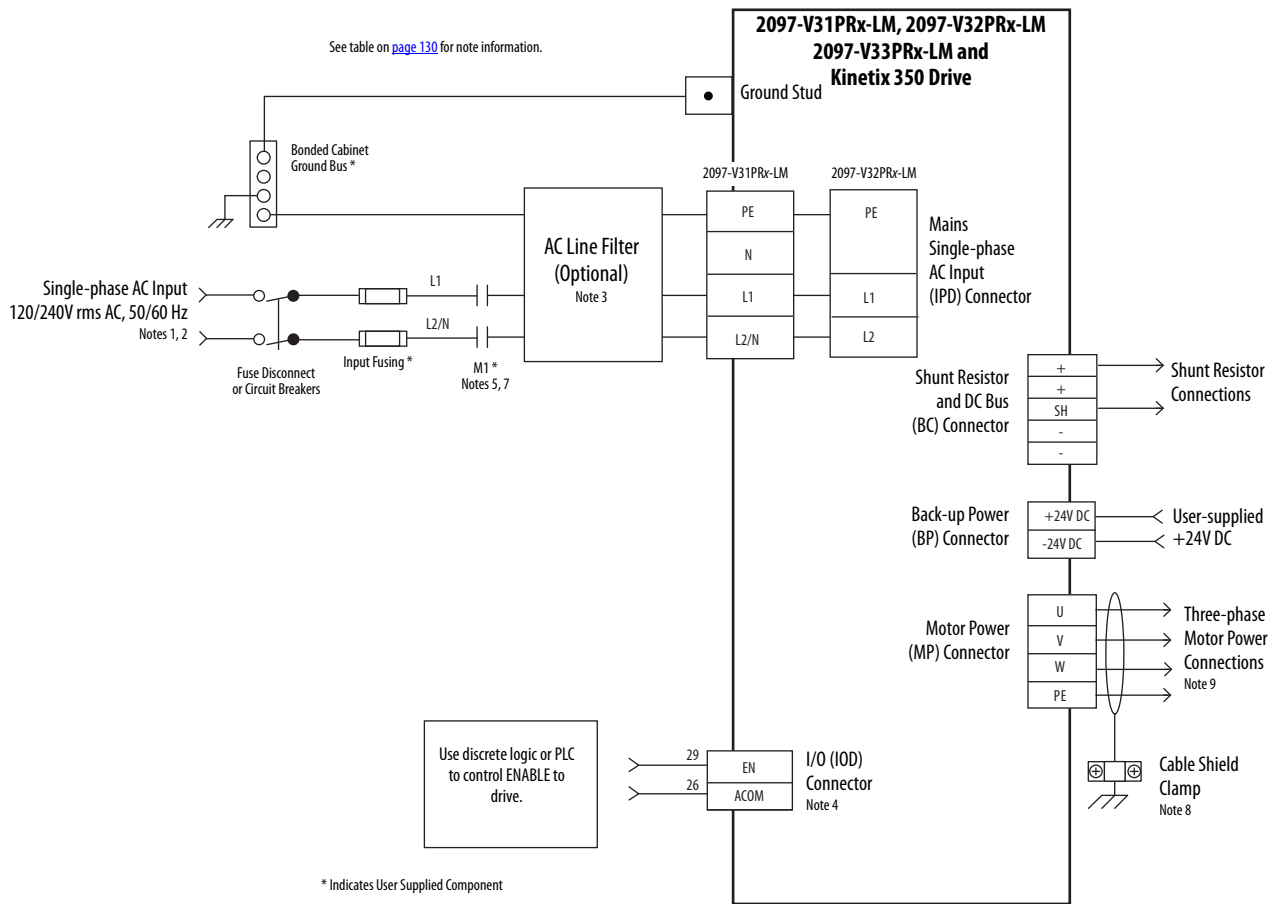 2097-V31PRx-LM, 2097-V32PRx-LM
2097-V33PRx-LM and
Kinetix 350 Drive
See table on page 130 for note information.
Ground Stud
Bonded Cabinet
Ground Bus *
2097-V31PRx-LM
2097-V32PRx-LM
PE
N
L1
L2/N
PE
L1
L2
Mains
Single-phase
AC Input
(IPD) Connector
AC Line Filter
(Optional)
Note 3
Single-phase AC Input
120/240V rms AC, 50/60 Hz
Notes 1, 2
L1
L2/N
Fuse Disconnect
or Circuit Breakers
Input Fusing *
M1 *
Notes 5, 7
Shunt Resistor
and DC Bus
(BC) Connector
+
+
SH
-
-
Shunt Resistor
Connections
Back-up Power
(BP) Connector
+24V DC
-24V DC
User-supplied
+24V DC
Motor Power
(MP) Connector
U
V
W
PE
Three-phase
Motor Power
Connections
Note 9
Cable Shield
Clamp
Note 8
Use discrete logic or PLC
to control ENABLE to
drive.
29
26
EN
ACOM
I/O (IOD)
Connector
Note 4
* Indicates User Supplied Component